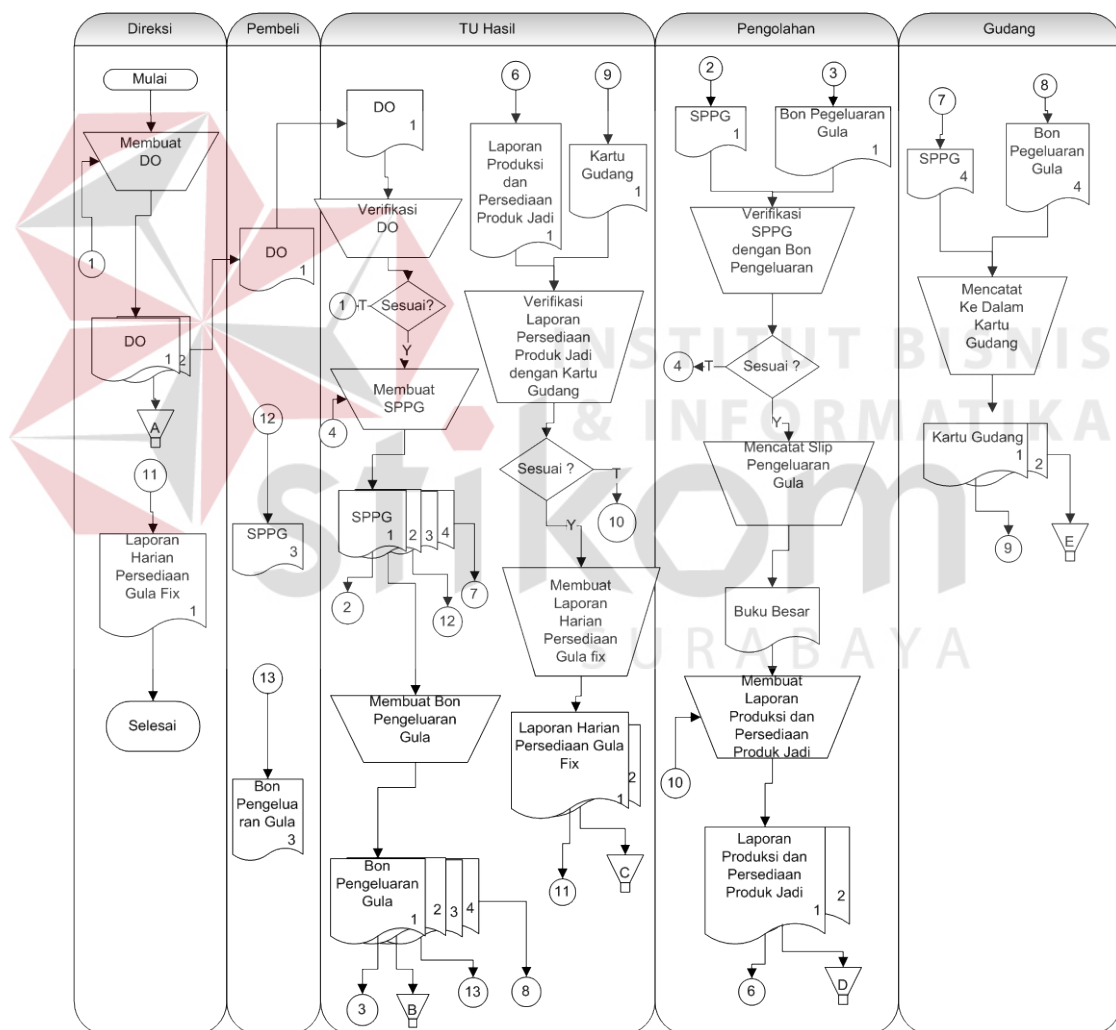 Direksi
Mulai
Membuat
DO
1
DO
1
2
A
11
Laporan
Harian
Persediaan
Gula Fix
1
Selesai
Pembeli
DO
1
12
SPPG
3
13
Bon
Pengelua
ran Gula
3
TU Hasil
DO
1
Verifikasi
DO
Sesuai?
T
1
Y
Membuat
SPPG
4
SPPG
1
2
3
4
2
12
7
Membuat Bon
Pengeluaran
Gula
Bon
Pengeluaran
Gula
1
2
3
4
3
B
13
8
6
Laporan
Produksi
dan
Persediaan
Produk Jadi
1
9
Kartu
Gudang
1
Verifikasi
Laporan
Persediaan
Produk Jadi
dengan Kartu
Gudang
Sesuai ?
T
10
Y
Membuat
Laporan
Harian
Persediaan
Gula fix
Laporan Harian
Persediaan Gula
Fix
1
2
11
C
Pengolahan
2
SPPG
1
3
Bon Pegeluaran
Gula
1
Verifikasi
SPPG
dengan Bon
Pengeluaran
Sesuai ?
T
4
Y
Mencatat Slip
Pengeluaran
Gula
Buku Besar
Membuat
Laporan
Produksi dan
Persediaan
Produk Jadi
10
Laporan
Produksi dan
Persediaan
Produk Jadi
1
2
6
D
Gudang
7
SPPG
4
8
Bon
Pegeluaran
Gula
4
Mencatat
Ke Dalam
Kartu
Gudang
Kartu Gudang
1
2
9
E
INSTITUT BISNIS
& INFORMATIKA
stikom
SURABAYA